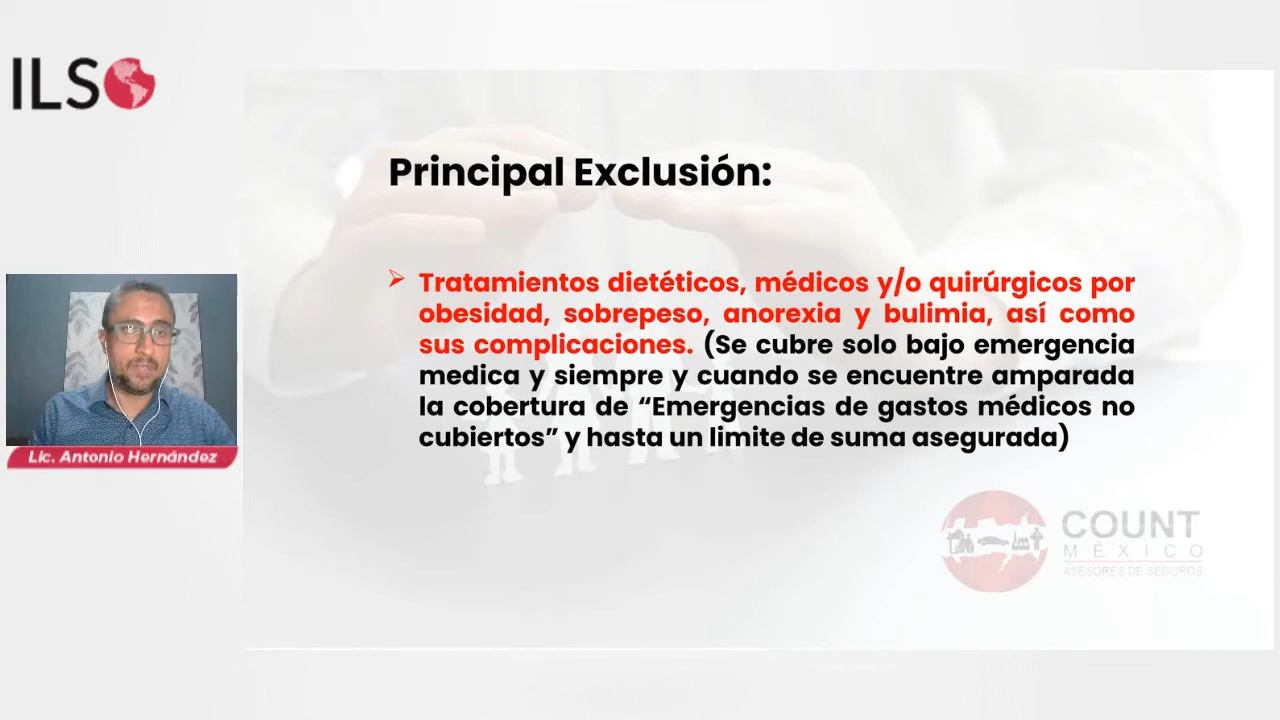 ILSO
Principal Exclusión:
Tratamientos dietéticos, médicos y/o quirúrgicos por
obesidad, sobrepeso, anorexia y bulimia, así como
sus complicaciones. (Se cubre solo bajo emergencia
medica y siempre y cuando se encuentre amparada
la cobertura de “Emergencias de gastos médicos no
cubiertos” y hasta un limite de suma asegurada)
Lic. Antonio Hernández
COUNT
MÉXICO
ASESORES DE SEGUROS